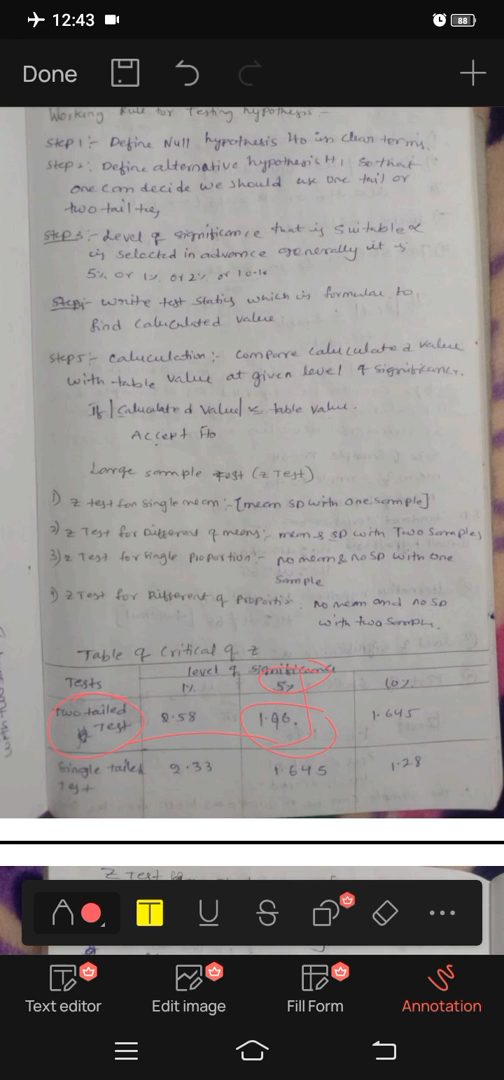 12:43
88
Done
Working Rule for Testing hypothesis -
Step 1:- Define Null hypothesis Ho in clear terms.
Step 2:- Define alternative hypothesis H1 so that
one can decide we should use one tail or
two tail
Step 3:- Level of significance that is suitable α
is selected in advance generally it is
5% or 1% or 2% or
Step 4:- Write test which is formulae to
find value
Step 5:- Compare value
with table value at given level of significance.
If | value| ≤ table value.
Accept Ho
Large sample test (z Test)
1) z test for single mean:- [mean SD with one sample]
2) z Test for Different of means:- mean & SD with Two samples
3) z Test for single Proportion:- no mean & no SD with one
sample
z Test for Different of no mean and no SD
with two sample.
Table of critical of z
level of significance
Tests 1% 5% 10%
two tailed Test 2.58 1.96. 1.645
Single tailed Test 2.33 1.645 1.28
z Test
T
U
S
Text editor
Edit image
Fill Form
Annotation